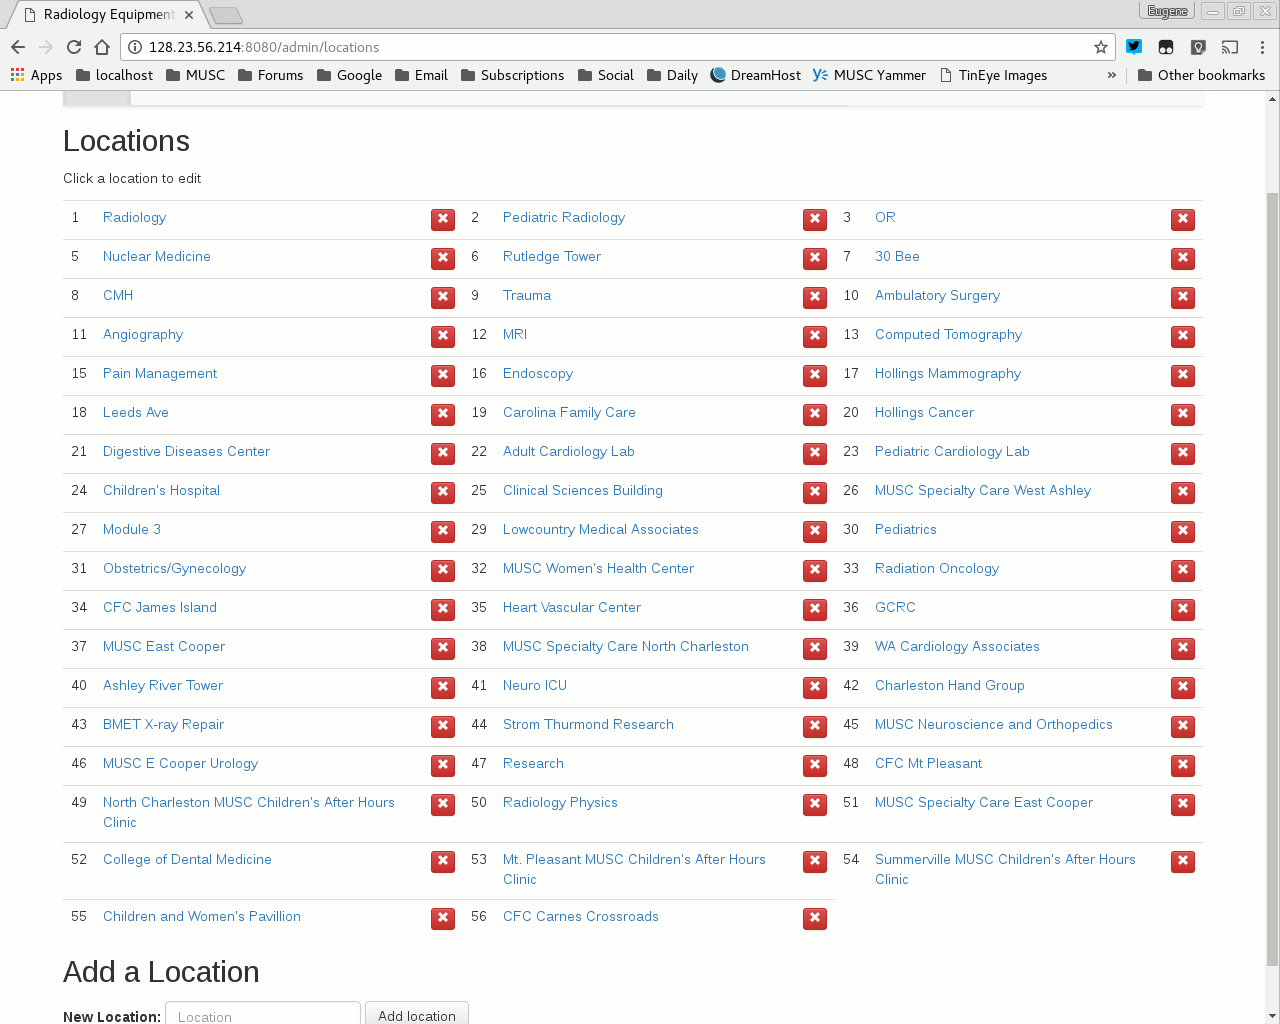 Radiology Equipment
Eugene
128.23.56.214:8080/admin/locations
Apps localhost MUSC Forums Google Email Subscriptions Social Daily DreamHost MUSC Yammer TinEye Images » Other bookmarks
Locations
Click a location to edit
1 Radiology 2 Pediatric Radiology 3 OR
5 Nuclear Medicine 6 Rutledge Tower 7 30 Bee
8 CMH 9 Trauma 10 Ambulatory Surgery
11 Angiography 12 MRI 13 Computed Tomography
15 Pain Management 16 Endoscopy 17 Hollings Mammography
18 Leeds Ave 19 Carolina Family Care 20 Hollings Cancer
21 Digestive Diseases Center 22 Adult Cardiology Lab 23 Pediatric Cardiology Lab
24 Children's Hospital 25 Clinical Sciences Building 26 MUSC Specialty Care West Ashley
27 Module 3 29 Lowcountry Medical Associates 30 Pediatrics
31 Obstetrics/Gynecology 32 MUSC Women's Health Center 33 Radiation Oncology
34 CFC James Island 35 Heart Vascular Center 36 GCRC
37 MUSC East Cooper 38 MUSC Specialty Care North Charleston 39 WA Cardiology Associates
40 Ashley River Tower 41 Neuro ICU 42 Charleston Hand Group
43 BMET X-ray Repair 44 Strom Thurmond Research 45 MUSC Neuroscience and Orthopedics
46 MUSC E Cooper Urology 47 Research 48 CFC Mt Pleasant
49 North Charleston MUSC Children's After Hours 50 Radiology Physics 51 MUSC Specialty Care East Cooper
Clinic
52 College of Dental Medicine 53 Mt. Pleasant MUSC Children's After Hours 54 Summerville MUSC Children's After Hours
Clinic Clinic
55 Children and Women's Pavillion 56 CFC Carnes Crossroads
Add a Location
New Location: Location Add location